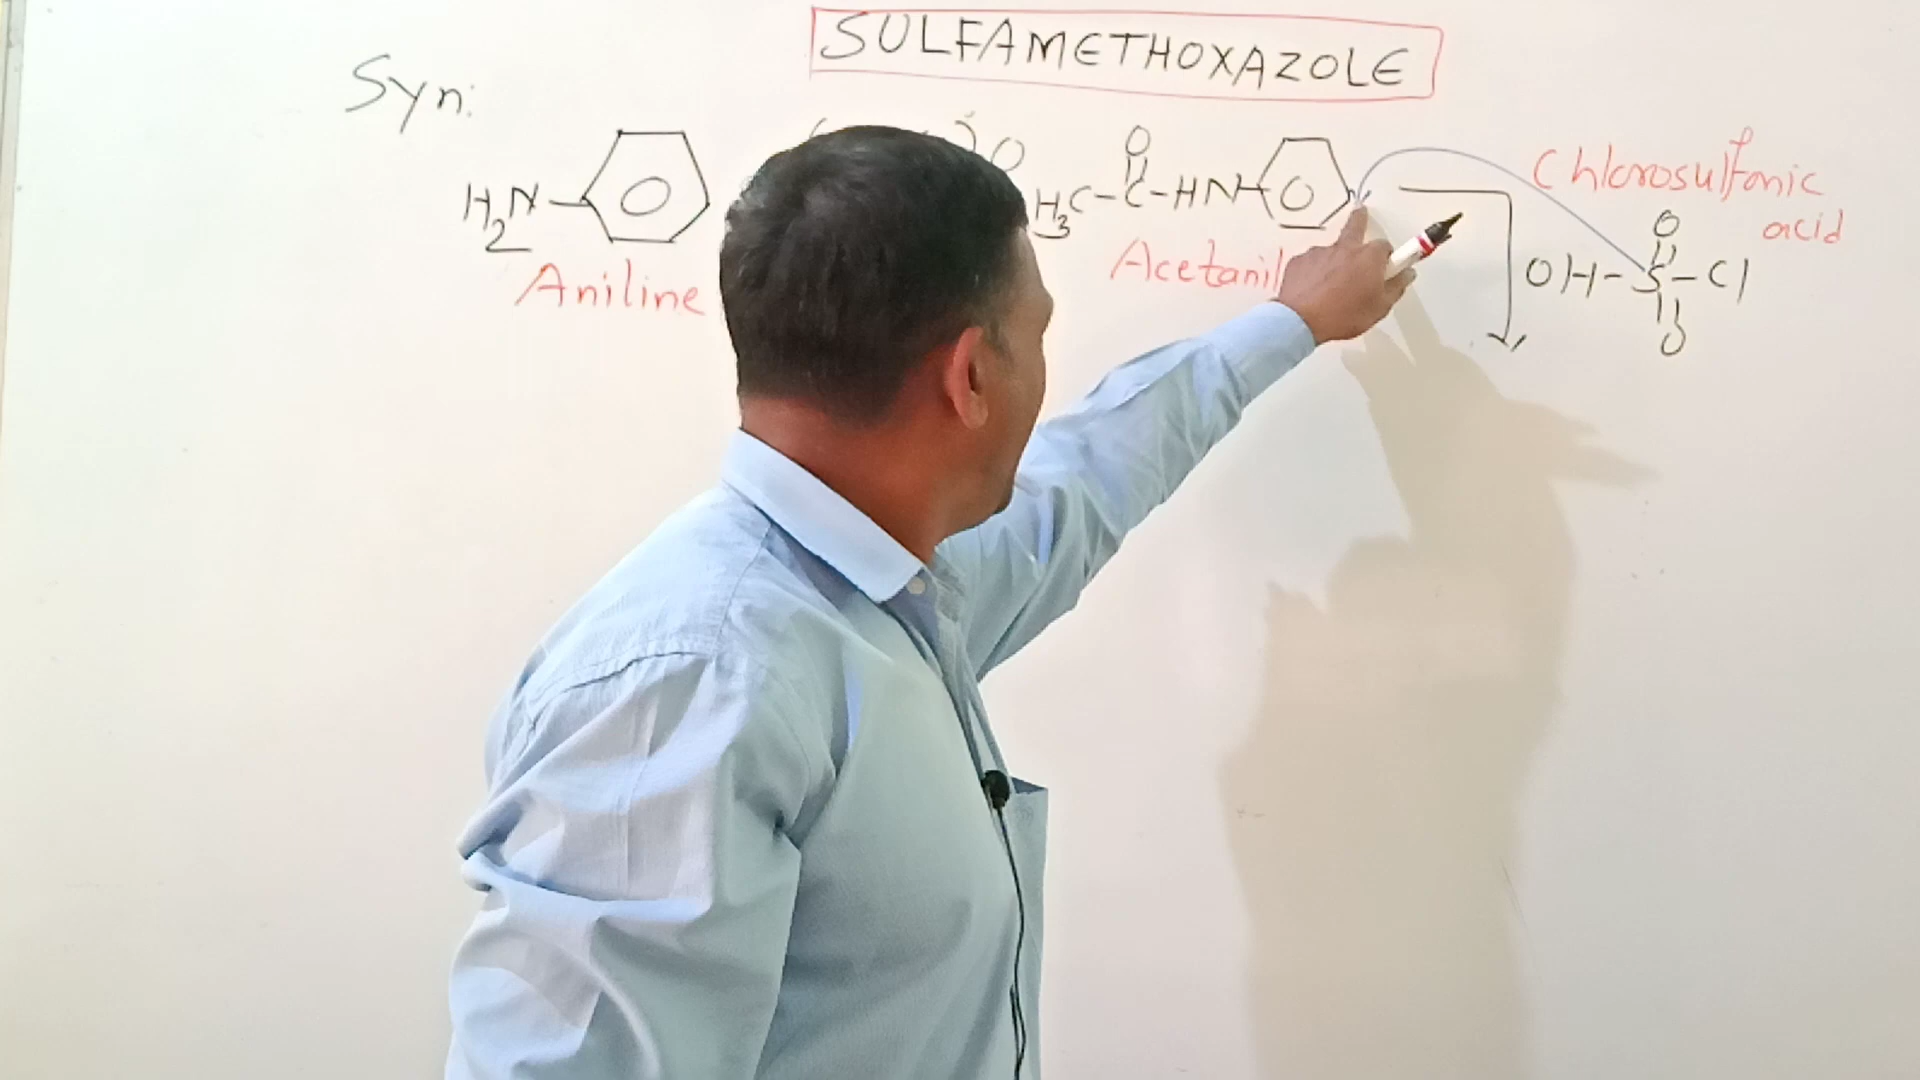 SULFAMETHOXAZOLE
Syn:
H2N
O
H3C-C-HN
O
Chlorosulfonic
acid
O
OH-S-Cl
O
Aniline